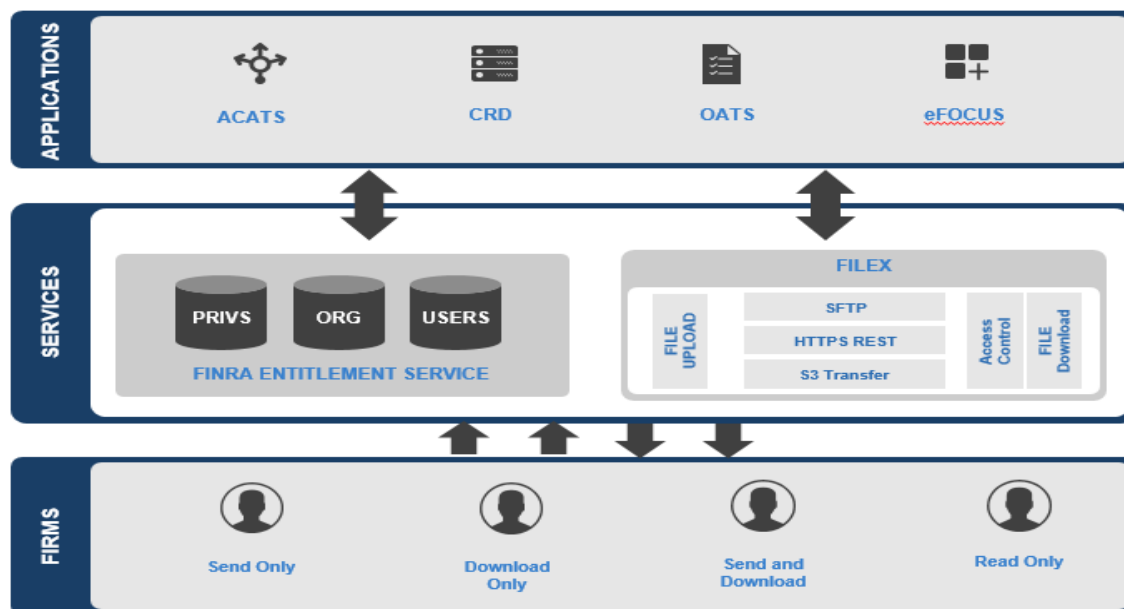 APPLICATIONS
ACATS
CRD
OATS
eFOCUS
SERVICES
PRIVS
ORG
USERS
FINRA ENTITLEMENT SERVICE
FILEX
FILE
UPLOAD
SFTP
HTTPS REST
S3 Transfer
Access
Control
FILE
Download
FIRMS
Send Only
Download
Only
Send and
Download
Read Only